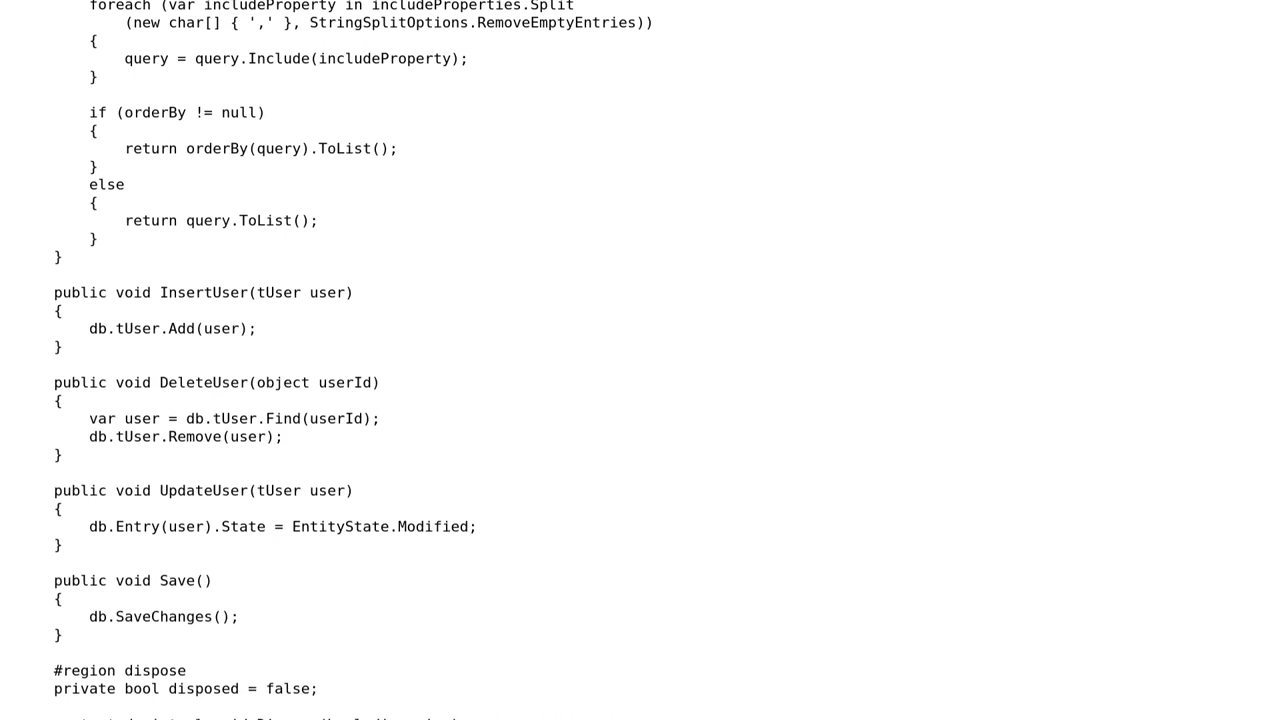 foreach (var includeProperty in includeProperties.Split
(new char[] { ',' }, StringSplitOptions.RemoveEmptyEntries))
{
query = query.Include(includeProperty);
}
if (orderBy != null)
{
return orderBy(query).ToList();
}
else
{
return query.ToList();
}
}
public void InsertUser(tUser user)
{
db.tUser.Add(user);
}
public void DeleteUser(object userId)
{
var user = db.tUser.Find(userId);
db.tUser.Remove(user);
}
public void UpdateUser(tUser user)
{
db.Entry(user).State = EntityState.Modified;
}
public void Save()
{
db.SaveChanges();
}
#region dispose
private bool disposed = false;